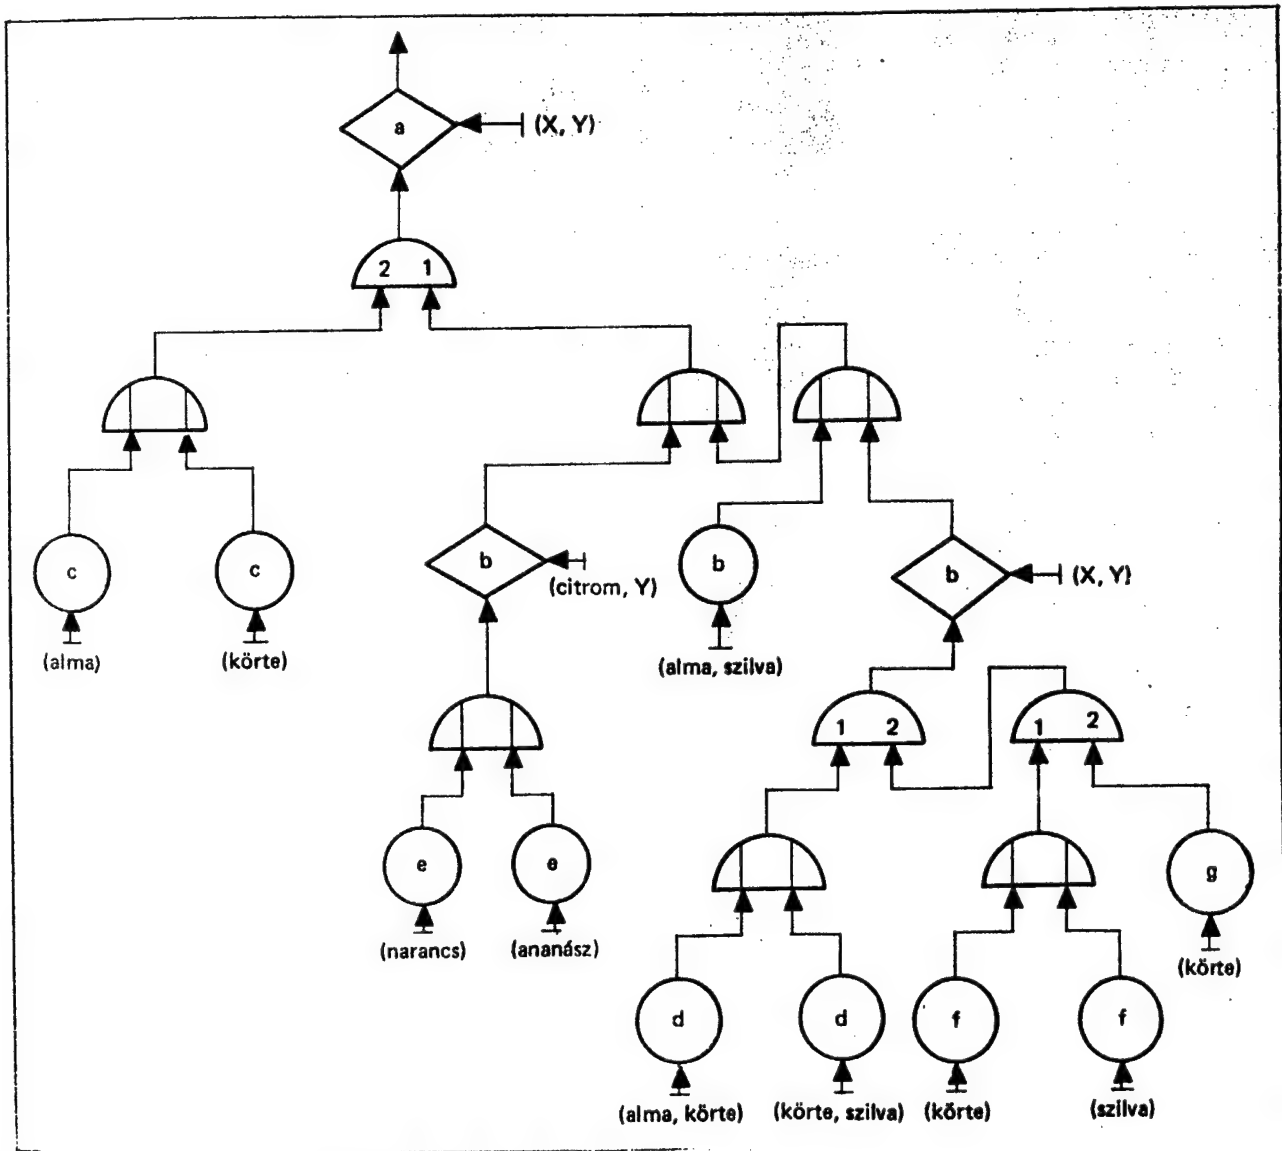 a
(X, Y)
2 1
c
c
(alma)
(körte)
b
(citrom, Y)
b
(alma, szilva)
b
(X, Y)
1 2
1 2
e
e
(narancs)
(ananász)
g
(körte)
d
d
f
f
(alma, körte)
(körte, szilva)
(körte)
(szilva)